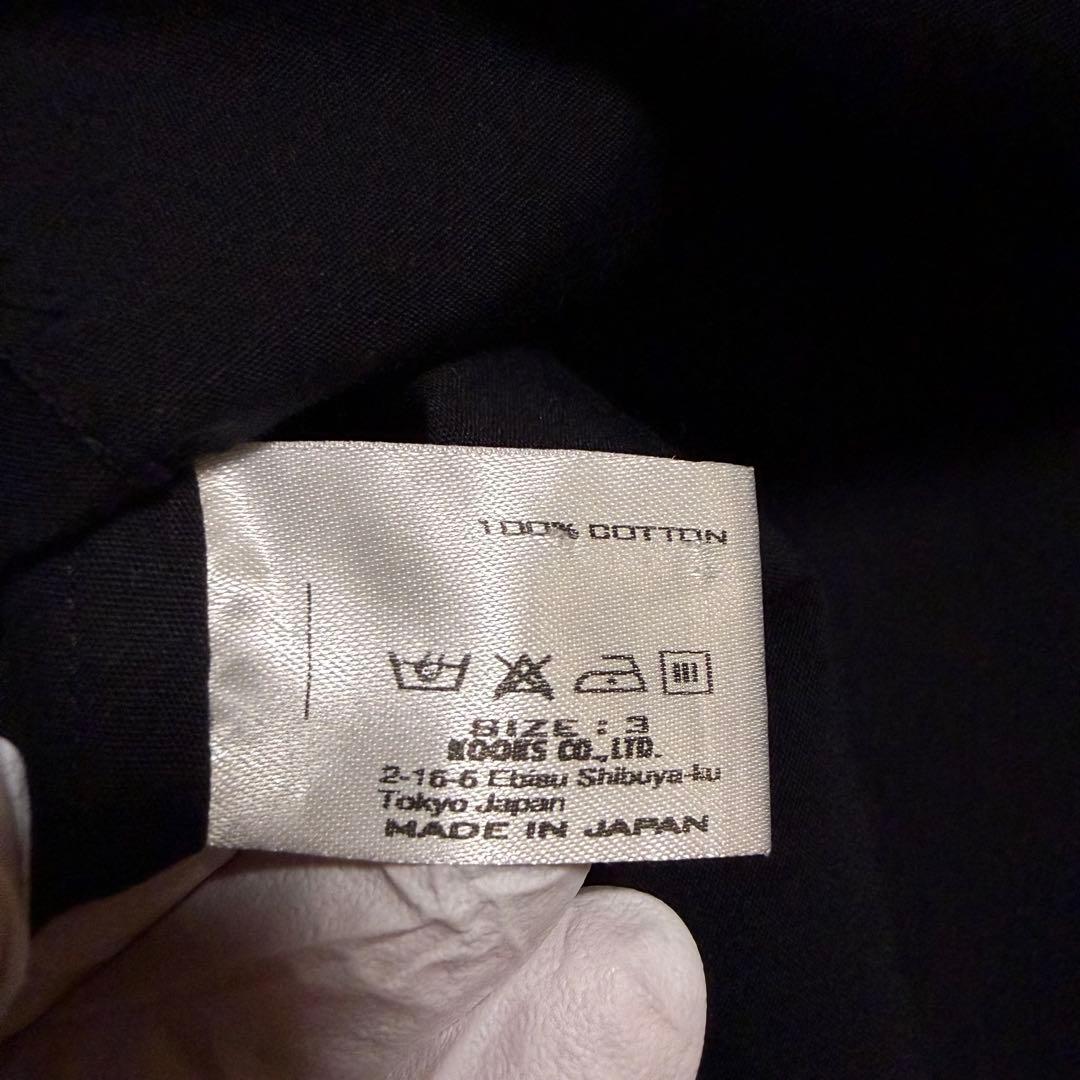 100% COTTON
SIZE : 3
KOOKS CO.,LTD.
2-16-6 Ebisu Shibuya-ku
Tokyo Japan
MADE IN JAPAN